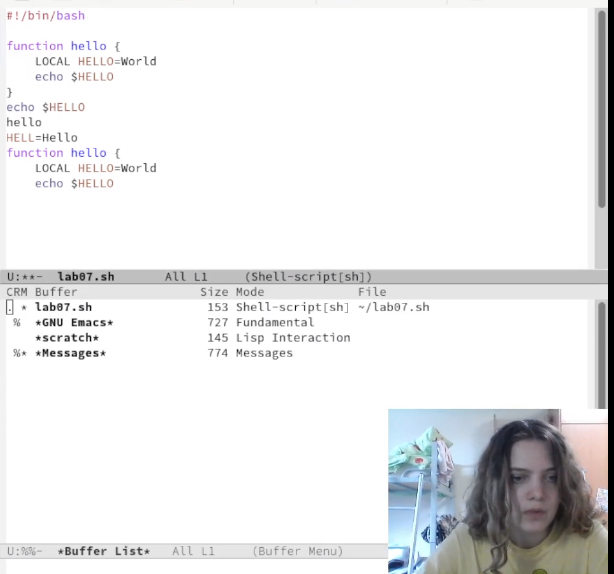 #!/bin/bash
function hello {
LOCAL HELLO=World
echo $HELLO
}
echo $HELLO
hello
HELL=Hello
function hello {
LOCAL HELLO=World
echo $HELLO
U:**- lab07.sh All L1 (Shell-script[sh])
CRM Buffer Size Mode File
. * lab07.sh 153 Shell-script[sh] ~/lab07.sh
% *GNU Emacs* 727 Fundamental
*scratch* 145 Lisp Interaction
%* *Messages* 774 Messages
U:%%- *Buffer List* All L1 (Buffer Menu)